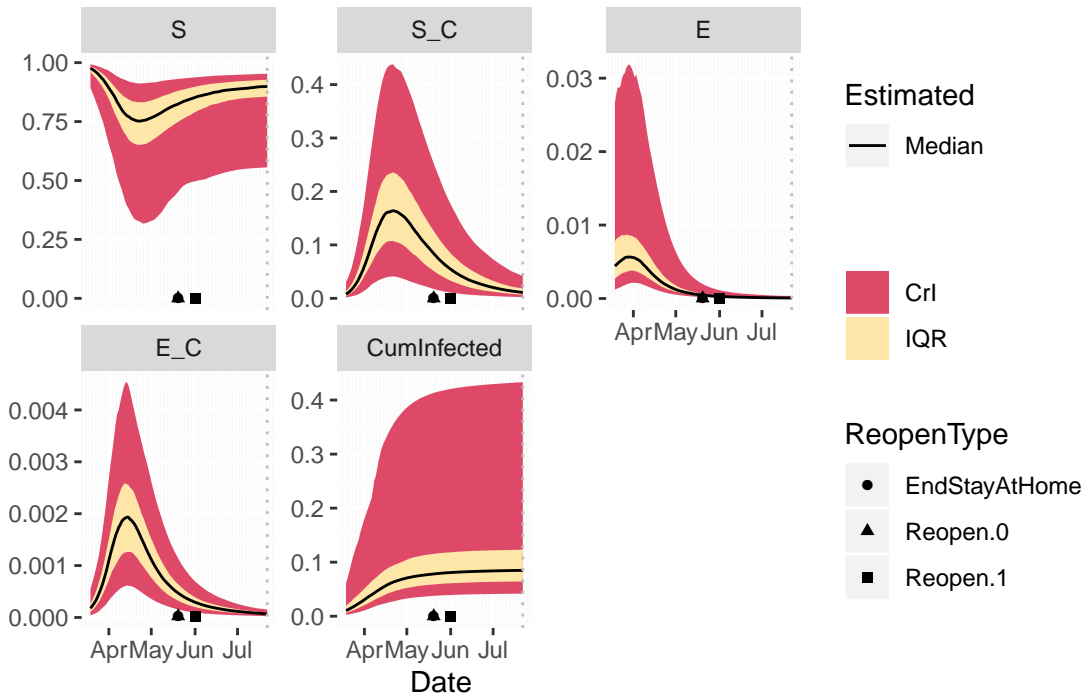 S
S_C
E
1.00
0.75
0.50
0.25
0.00
0.4
0.3
0.2
0.1
0.0
0.03
0.02
0.01
0.00
Apr May Jun Jul
E_C
CumInfected
0.004
0.003
0.002
0.001
0.000
0.4
0.3
0.2
0.1
0.0
Apr May Jun Jul
Apr May Jun Jul
Date
Estimated
Median
CrI
IQR
ReopenType
EndStayAtHome
Reopen.0
Reopen.1